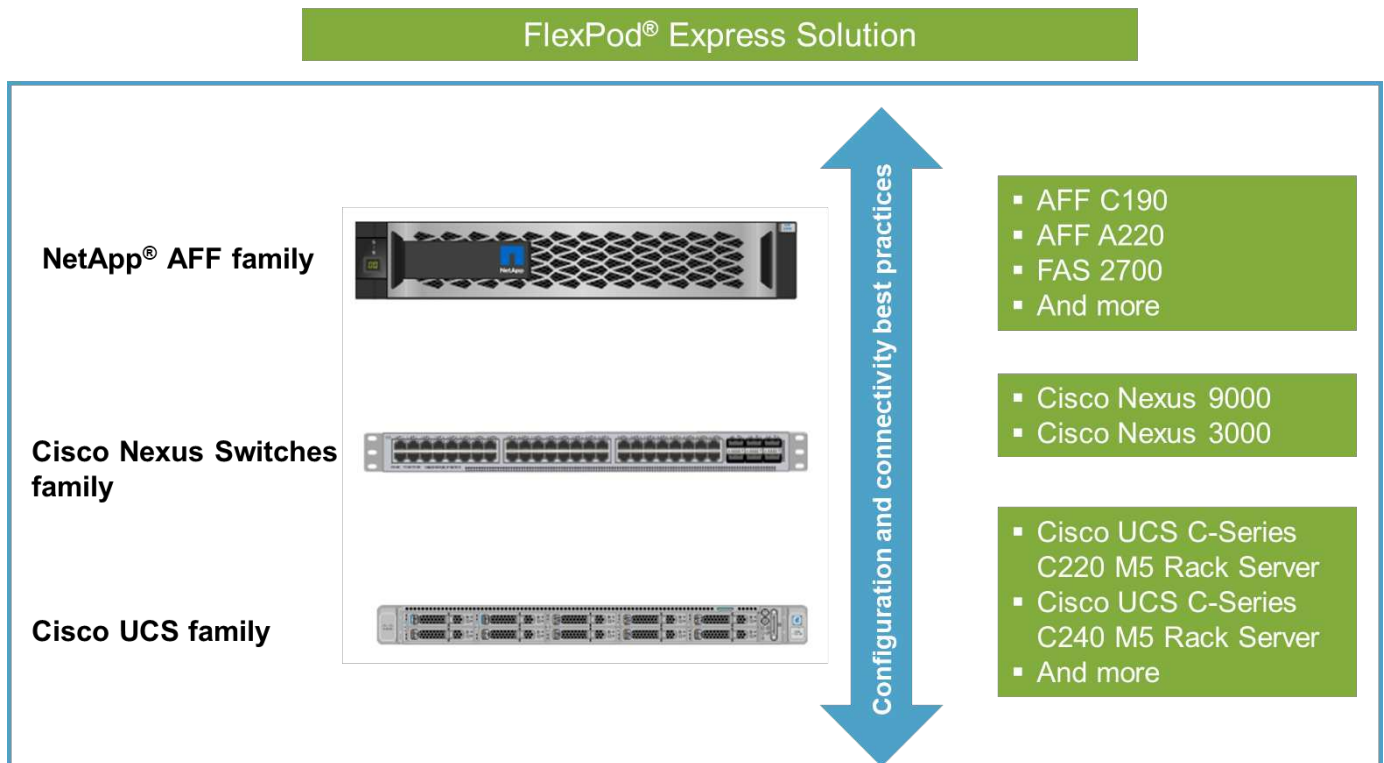 FlexPod® Express Solution
NetApp® AFF family
NetApp
Configuration and connectivity best practices
▪ AFF C190
▪ AFF A220
▪ FAS 2700
▪ And more
Cisco Nexus Switches
family
▪ Cisco Nexus 9000
▪ Cisco Nexus 3000
Cisco UCS family
▪ Cisco UCS C-Series
C220 M5 Rack Server
▪ Cisco UCS C-Series
C240 M5 Rack Server
▪ And more